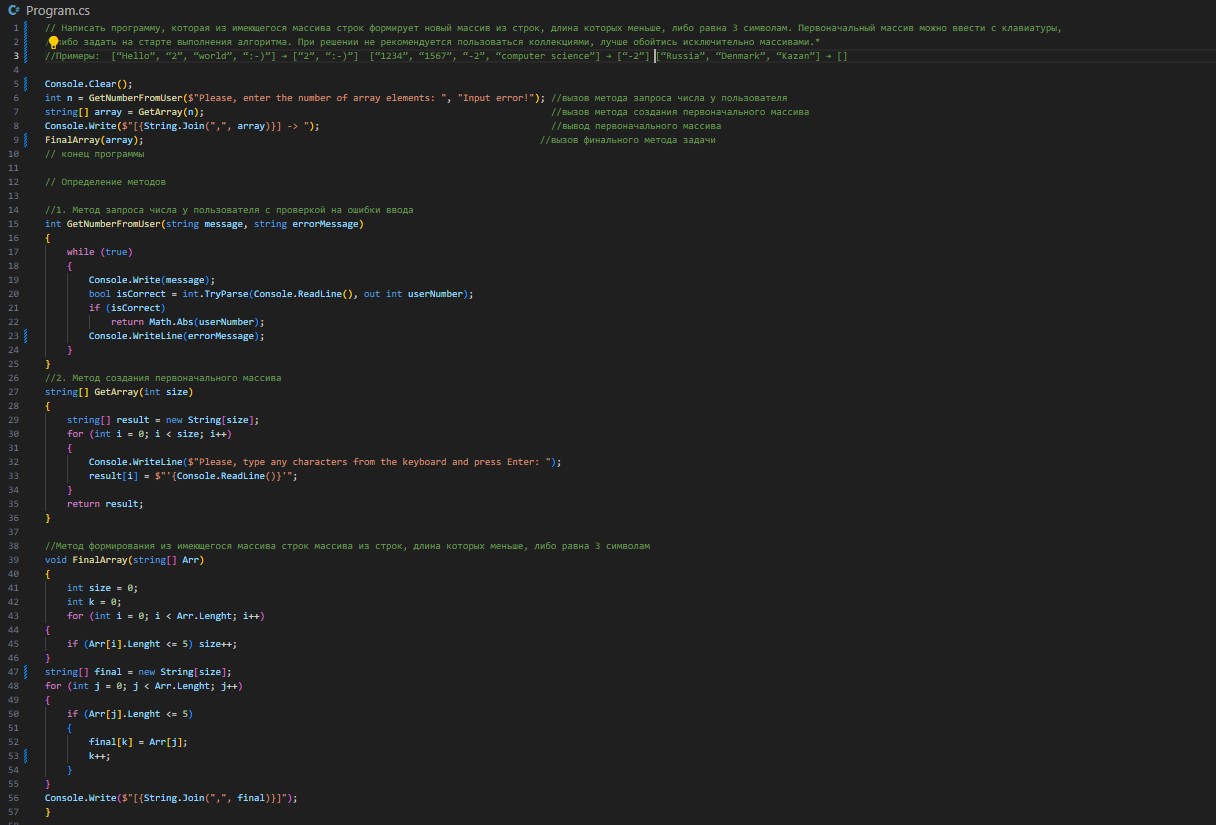 C# Program.cs
1 // Написать программу, которая из имеющегося массива строк формирует новый массив из строк, длина которых меньше, либо равна 3 символам. Первоначальный массив можно ввести с клавиатуры,
2 либо задать на старте выполнения алгоритма. При решении не рекомендуется пользоваться коллекциями, лучше обойтись исключительно массивами.*
3 //Примеры:  [“Hello”, “2”, “world”, “:-)”] → [“2”, “:-)”]  [“1234”, “1567”, “-2”, “computer science”] → [“-2”] [“Russia”, “Denmark”, “Kazan”] → []
4
5 Console.Clear();
6 int n = GetNumberFromUser($"Please, enter the number of array elements: ", "Input error!"); //вызов метода запроса числа у пользователя
7 string[] array = GetArray(n); //вызов метода создания первоначального массива
8 Console.Write($"[{String.Join(",", array)}] -> "); //вывод первоначального массива
9 FinalArray(array); //вызов финального метода задачи
10 // конец программы
11
12 // Определение методов
13
14 //1. Метод запроса числа у пользователя с проверкой на ошибки ввода
15 int GetNumberFromUser(string message, string errorMessage)
16 {
17 while (true)
18 {
19 Console.Write(message);
20 bool isCorrect = int.TryParse(Console.ReadLine(), out int userNumber);
21 if (isCorrect)
22 return Math.Abs(userNumber);
23 Console.WriteLine(errorMessage);
24 }
25 }
26 //2. Метод создания первоначального массива
27 string[] GetArray(int size)
28 {
29 string[] result = new String[size];
30 for (int i = 0; i < size; i++)
31 {
32 Console.WriteLine($"Please, type any characters from the keyboard and press Enter: ");
33 result[i] = $"'{Console.ReadLine()}'";
34 }
35 return result;
36 }
37
38 //Метод формирования из имеющегося массива строк массива из строк, длина которых меньше, либо равна 3 символам
39 void FinalArray(string[] Arr)
40 {
41 int size = 0;
42 int k = 0;
43 for (int i = 0; i < Arr.Lenght; i++)
44 {
45 if (Arr[i].Lenght <= 5) size++;
46 }
47 string[] final = new String[size];
48 for (int j = 0; j < Arr.Lenght; j++)
49 {
50 if (Arr[j].Lenght <= 5)
51 {
52 final[k] = Arr[j];
53 k++;
54 }
55 }
56 Console.Write($"[{String.Join(",", final)}]");
57 }